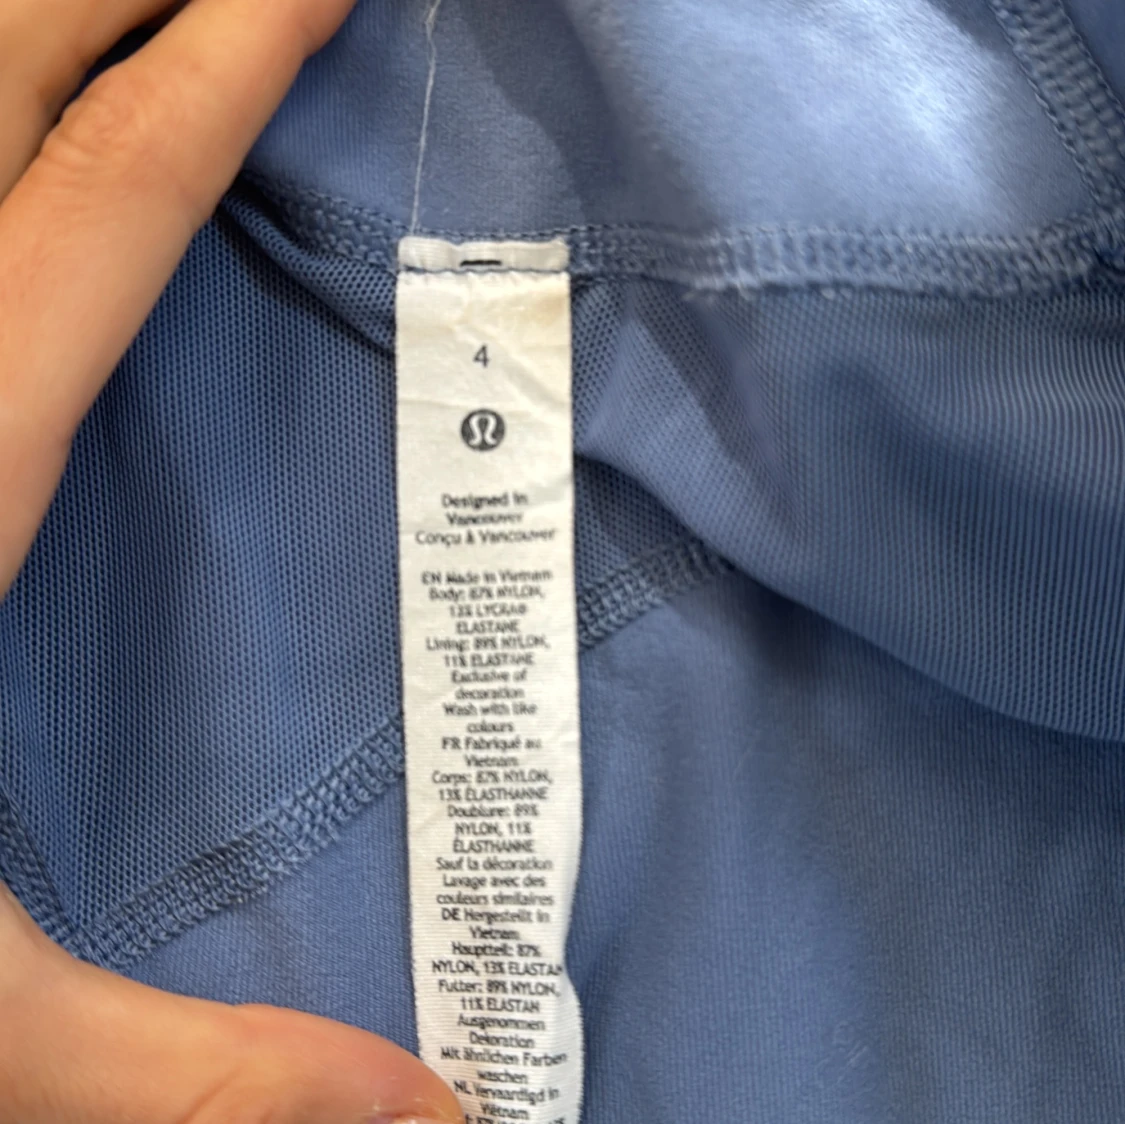 4
Designed in
Vancouver
Conçu à Vancouver
EN Made in Vietnam
Body: 87% NYLON,
13% LYCRA®
ELASTANE
Lining: 89% NYLON,
11% ELASTANE
Exclusive of
decoration
Wash with like
colours
FR Fabriqué au
Vietnam
Corps: 87% NYLON,
13% ÉLASTHANNE
Doublure: 89%
NYLON, 11%
ÉLASTHANNE
Sauf la décoration
Lavage avec des
couleurs similaires
DE Hergestellt in
Vietnam
Hauptteil: 87%
NYLON, 13% ELASTA
Futter: 89% NYLON,
11% ELASTAN
Ausgenommen
Dekoration
Mit ähnlichen Farben
waschen
NL Vervaardigd in
Vietnam